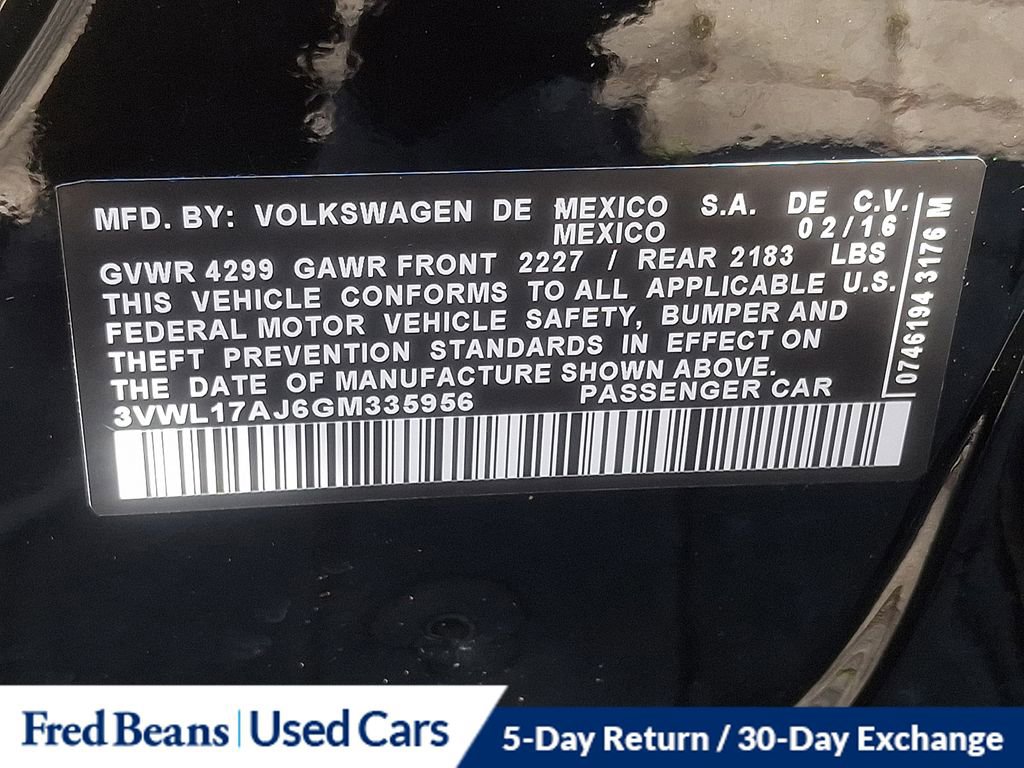 MFD. BY: VOLKSWAGEN DE MEXICO S.A. DE C.V.
MEXICO 02/16
GVWR 4299 GAWR FRONT 2227 / REAR 2183 LBS
THIS VEHICLE CONFORMS TO ALL APPLICABLE U.S.
FEDERAL MOTOR VEHICLE SAFETY, BUMPER AND
THEFT PREVENTION STANDARDS IN EFFECT ON
THE DATE OF MANUFACTURE SHOWN ABOVE.
3VWL17AJ6GM335956 PASSENGER CAR
0746194 3176 M
Fred Beans | Used Cars
5-Day Return / 30-Day Exchange